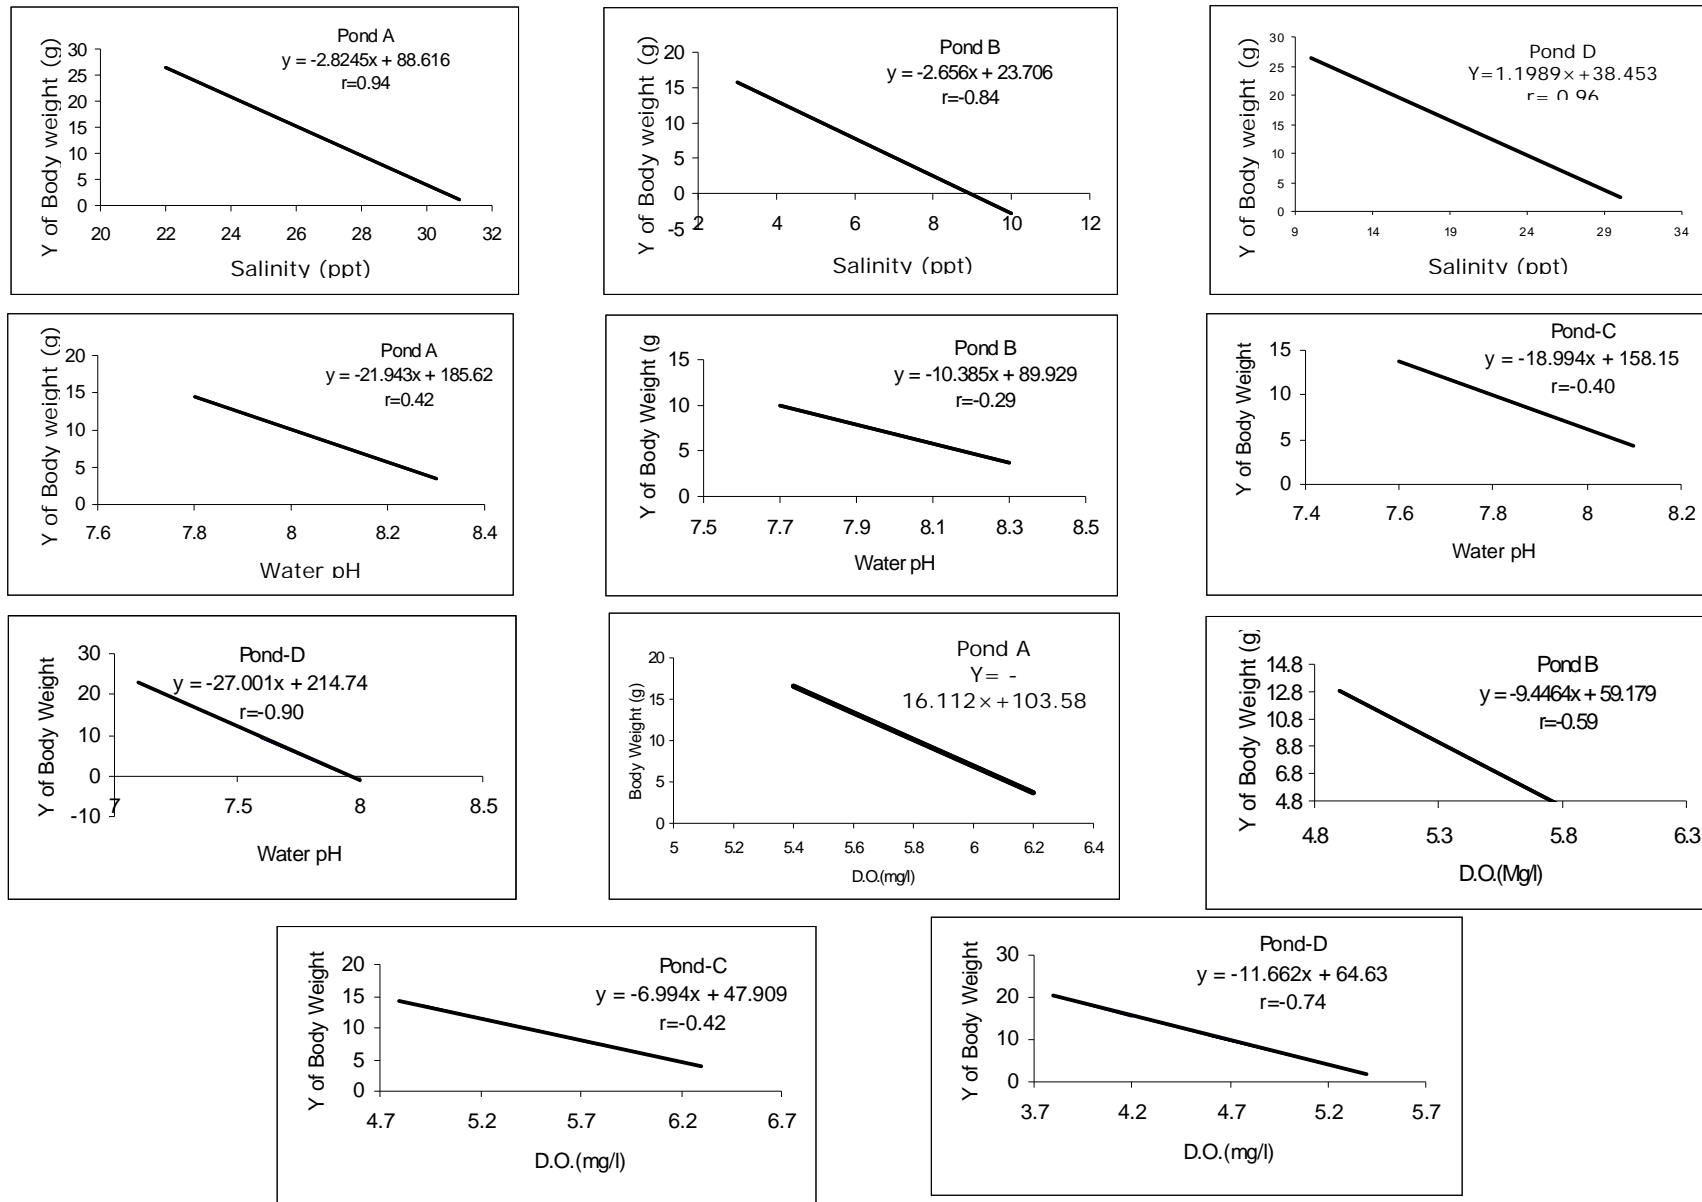 Pond A
y = -2.8245x + 88.616
r=0.94
Y of Body weight (g)
30
25
20
15
10
5
0
20 22 24 26 28 30 32
Salinity (ppt)
Pond B
y = -2.656x + 23.706
r=-0.84
Y of Body weight (g)
20
15
10
5
0
-5
2 4 6 8 10 12
Salinity (ppt)
Pond D
Y=1.1989×+38.453
r= 0.96
Y of Body weight (g)
30
25
20
15
10
5
0
9 14 19 24 29 34
Salinity (ppt)
Pond A
y = -21.943x + 185.62
r=0.42
Y of Body weight (g)
20
15
10
5
0
7.6 7.8 8 8.2 8.4
Water pH
Pond B
y = -10.385x + 89.929
r=-0.29
Y of Body Weight (g
15
10
5
0
7.5 7.7 7.9 8.1 8.3 8.5
Water pH
Pond-C
y = -18.994x + 158.15
r=-0.40
Y of Body Weight
15
10
5
0
7.4 7.6 7.8 8 8.2
Water pH
Pond-D
y = -27.001x + 214.74
r=-0.90
Y of Body Weight
30
20
10
0
-10
7 7.5 8 8.5
Water pH
Pond A
Y= -
16.112×+103.58
Body Weight (g)
20
15
10
5
0
5 5.2 5.4 5.6 5.8 6 6.2 6.4
D.O.(mg/l)
Pond B
y = -9.4464x + 59.179
r=-0.59
Y of Body Weight (g)
14.8
12.8
10.8
8.8
6.8
4.8
4.8 5.3 5.8 6.3
D.O.(Mg/l)
Pond-C
y = -6.994x + 47.909
r=-0.42
Y of Body Weight
20
15
10
5
0
4.7 5.2 5.7 6.2 6.7
D.O.(mg/l)
Pond-D
y = -11.662x + 64.63
r=-0.74
Y of Body Weight
30
20
10
0
3.7 4.2 4.7 5.2 5.7
D.O.(mg/l)